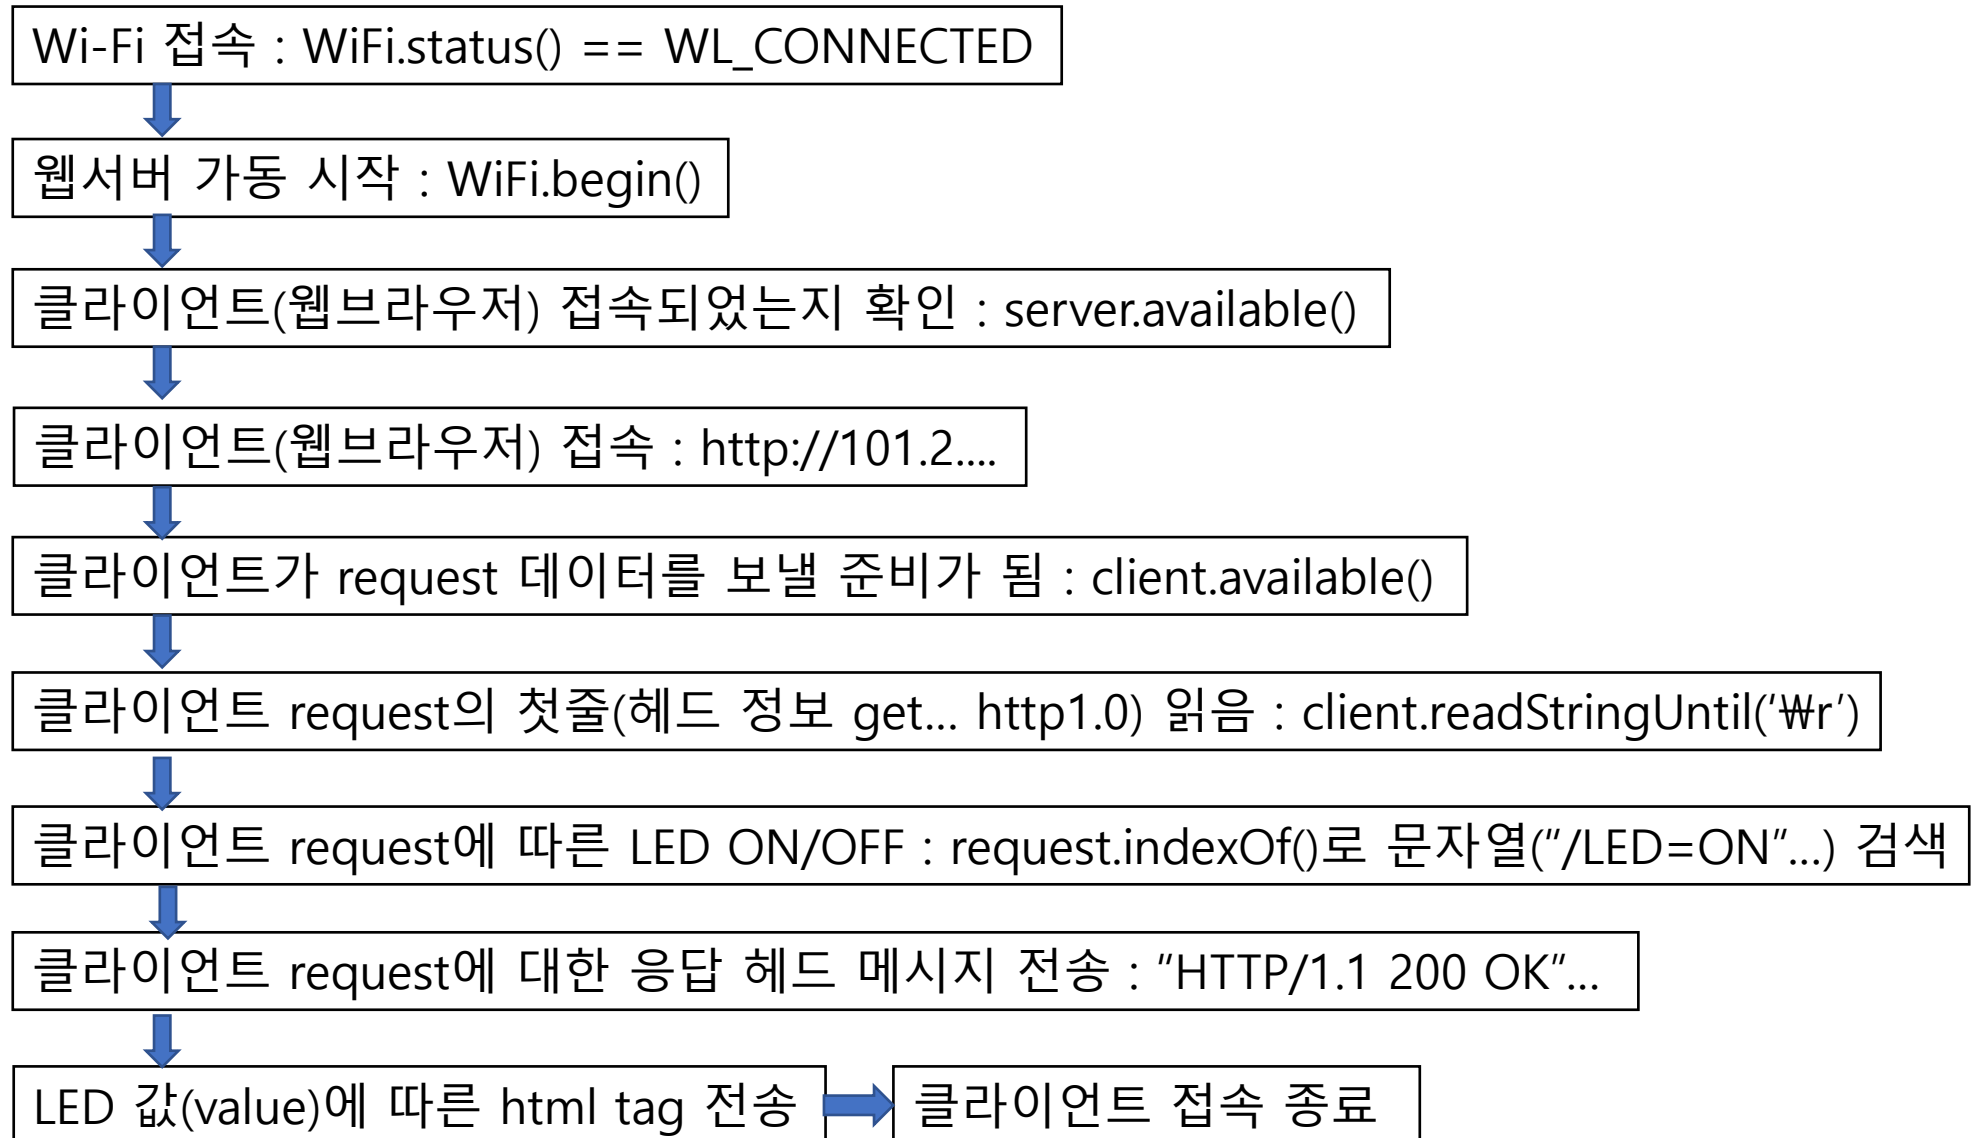 Wi-Fi 접속 : WiFi.status() == WL_CONNECTED
웹서버 가동 시작 : WiFi.begin()
클라이언트(웹브라우저) 접속되었는지 확인 : server.available()
클라이언트(웹브라우저) 접속 : http://101.2....
클라이언트가 request 데이터를 보낼 준비가 됨 : client.available()
클라이언트 request의 첫줄(헤드 정보 get... http1.0) 읽음 : client.readStringUntil(‘₩r’)
클라이언트 request에 따른 LED ON/OFF : request.indexOf()로 문자열(”/LED=ON”...) 검색
클라이언트 request에 대한 응답 헤드 메시지 전송 : ”HTTP/1.1 200 OK”...
LED 값(value)에 따른 html tag 전송
클라이언트 접속 종료